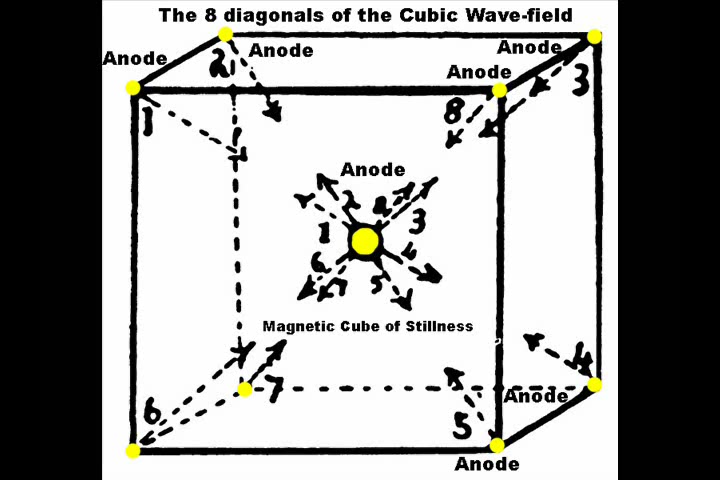 The 8 diagonals of the Cubic Wave-field
Anode
Anode
Anode
Anode
2
3
1
8
Anode
1
2
8
3
4
5
6
7
Magnetic Cube of Stillness
6
7
5
4
Anode
Anode